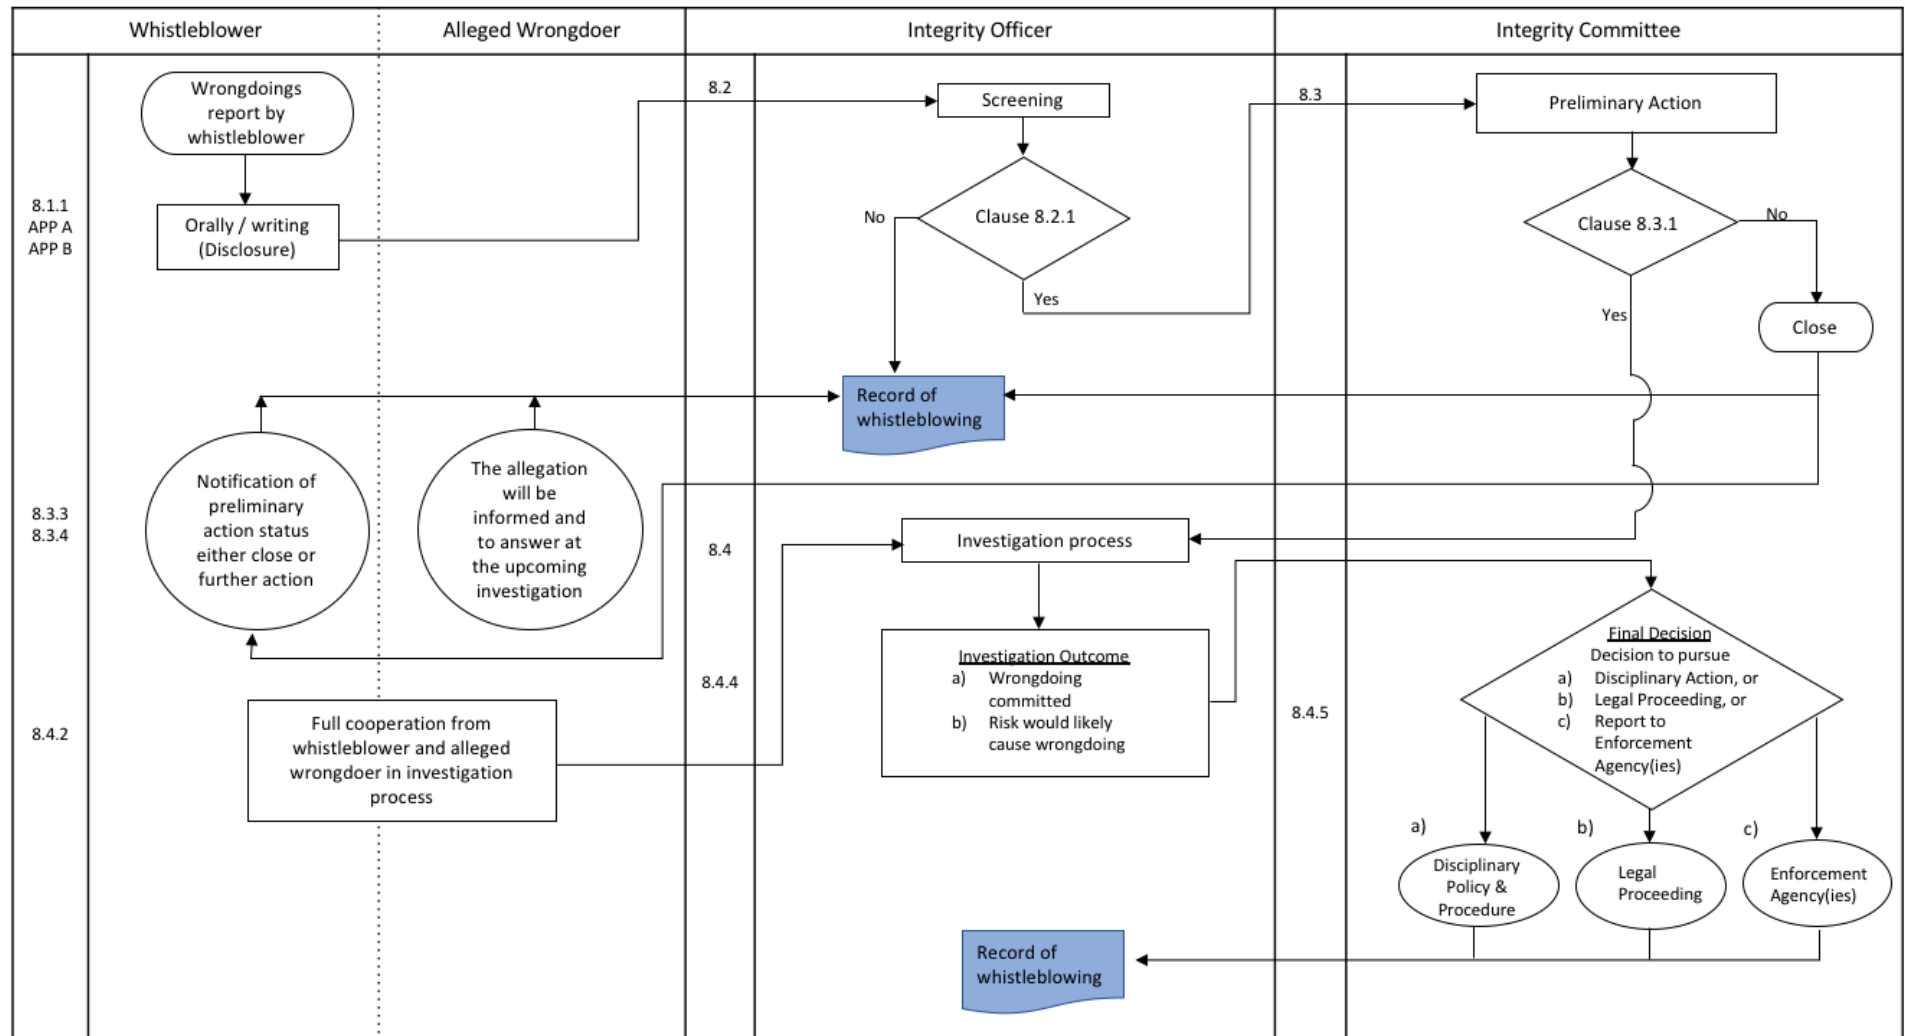 Whistleblower
Alleged Wrongdoer
Integrity Officer
Integrity Committee
8.1.1
APP A
APP B
Wrongdoings
report by
whistleblower
Orally / writing
(Disclosure)
8.2
Screening
Clause 8.2.1
No
Yes
8.3
Preliminary Action
Clause 8.3.1
No
Yes
Close
Record of
whistleblowing
8.3.3
8.3.4
Notification of
preliminary
action status
either close or
further action
The allegation
will be
informed and
to answer at
the upcoming
investigation
8.4
Investigation process
8.4.4
Investigation Outcome
a) Wrongdoing
committed
b) Risk would likely
cause wrongdoing
8.4.2
Full cooperation from
whistleblower and alleged
wrongdoer in investigation
process
8.4.5
Final Decision
Decision to pursue
a) Disciplinary Action, or
b) Legal Proceeding, or
c) Report to
Enforcement
Agency(ies)
a)
Disciplinary
Policy &
Procedure
b)
Legal
Proceeding
c)
Enforcement
Agency(ies)
Record of
whistleblowing